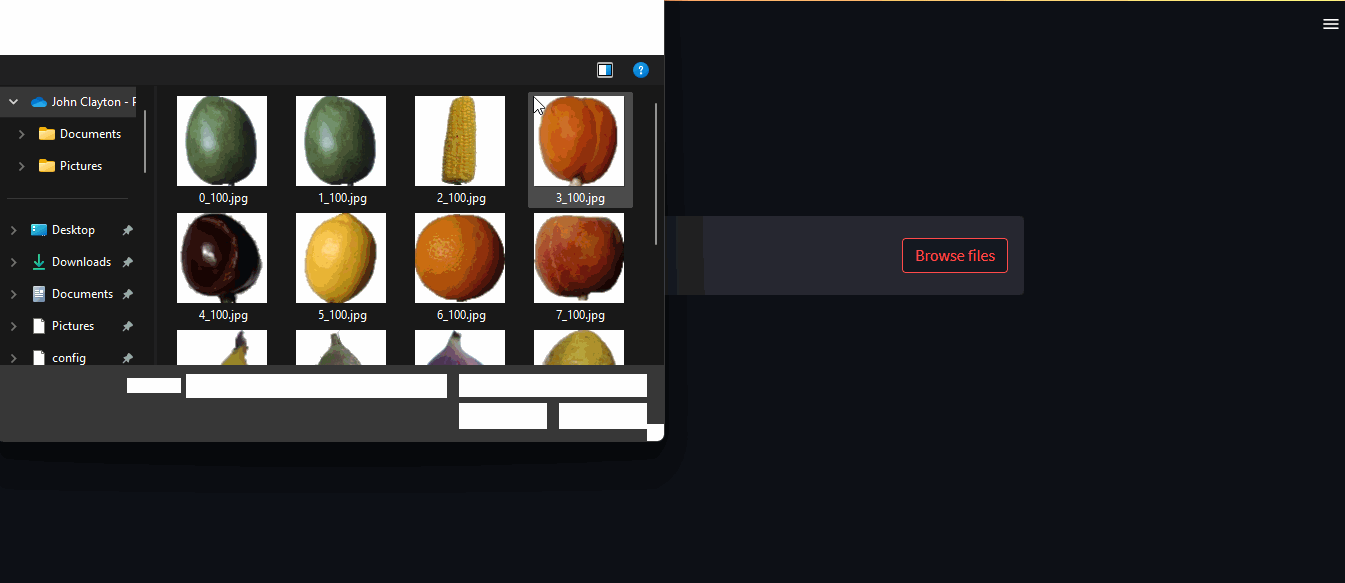 ?
John Clayton - P
Documents
Pictures
Desktop
Downloads
Documents
Pictures
config
0_100.jpg
1_100.jpg
2_100.jpg
3_100.jpg
4_100.jpg
5_100.jpg
6_100.jpg
7_100.jpg
Browse files